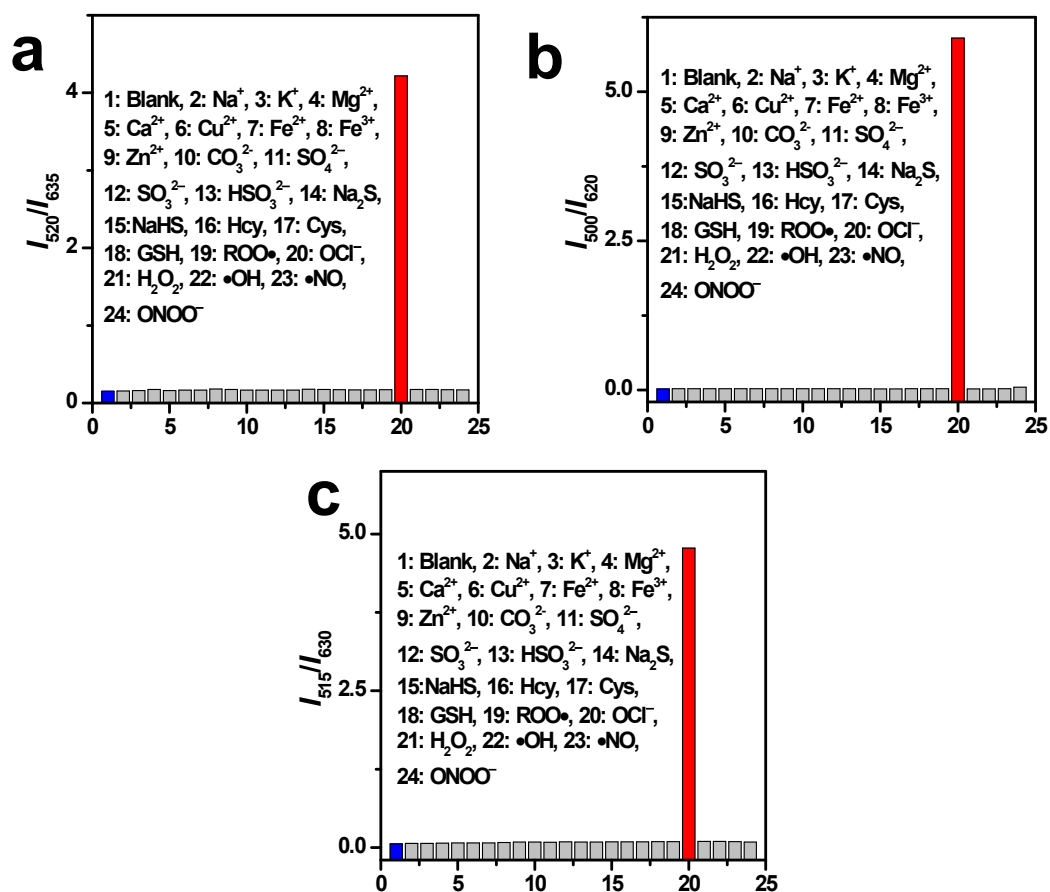 a
4
2
0
I520/I635
1: Blank, 2: Na⁺, 3: K⁺, 4: Mg²⁺,
5: Ca²⁺, 6: Cu²⁺, 7: Fe²⁺, 8: Fe³⁺,
9: Zn²⁺, 10: CO₃²⁻, 11: SO₄²⁻,
12: SO₃²⁻, 13: HSO₃²⁻, 14: Na₂S,
15:NaHS, 16: Hcy, 17: Cys,
18: GSH, 19: ROO•, 20: OCl⁻,
21: H₂O₂, 22: •OH, 23: •NO,
24: ONOO⁻
0 5 10 15 20 25
b
5.0
2.5
0.0
I500/I620
1: Blank, 2: Na⁺, 3: K⁺, 4: Mg²⁺,
5: Ca²⁺, 6: Cu²⁺, 7: Fe²⁺, 8: Fe³⁺,
9: Zn²⁺, 10: CO₃²⁻, 11: SO₄²⁻,
12: SO₃²⁻, 13: HSO₃²⁻, 14: Na₂S,
15:NaHS, 16: Hcy, 17: Cys,
18: GSH, 19: ROO•, 20: OCl⁻,
21: H₂O₂, 22: •OH, 23: •NO,
24: ONOO⁻
0 5 10 15 20 25
c
5.0
2.5
0.0
I515/I630
1: Blank, 2: Na⁺, 3: K⁺, 4: Mg²⁺,
5: Ca²⁺, 6: Cu²⁺, 7: Fe²⁺, 8: Fe³⁺,
9: Zn²⁺, 10: CO₃²⁻, 11: SO₄²⁻,
12: SO₃²⁻, 13: HSO₃²⁻, 14: Na₂S,
15:NaHS, 16: Hcy, 17: Cys,
18: GSH, 19: ROO•, 20: OCl⁻,
21: H₂O₂, 22: •OH, 23: •NO,
24: ONOO⁻
0 5 10 15 20 25